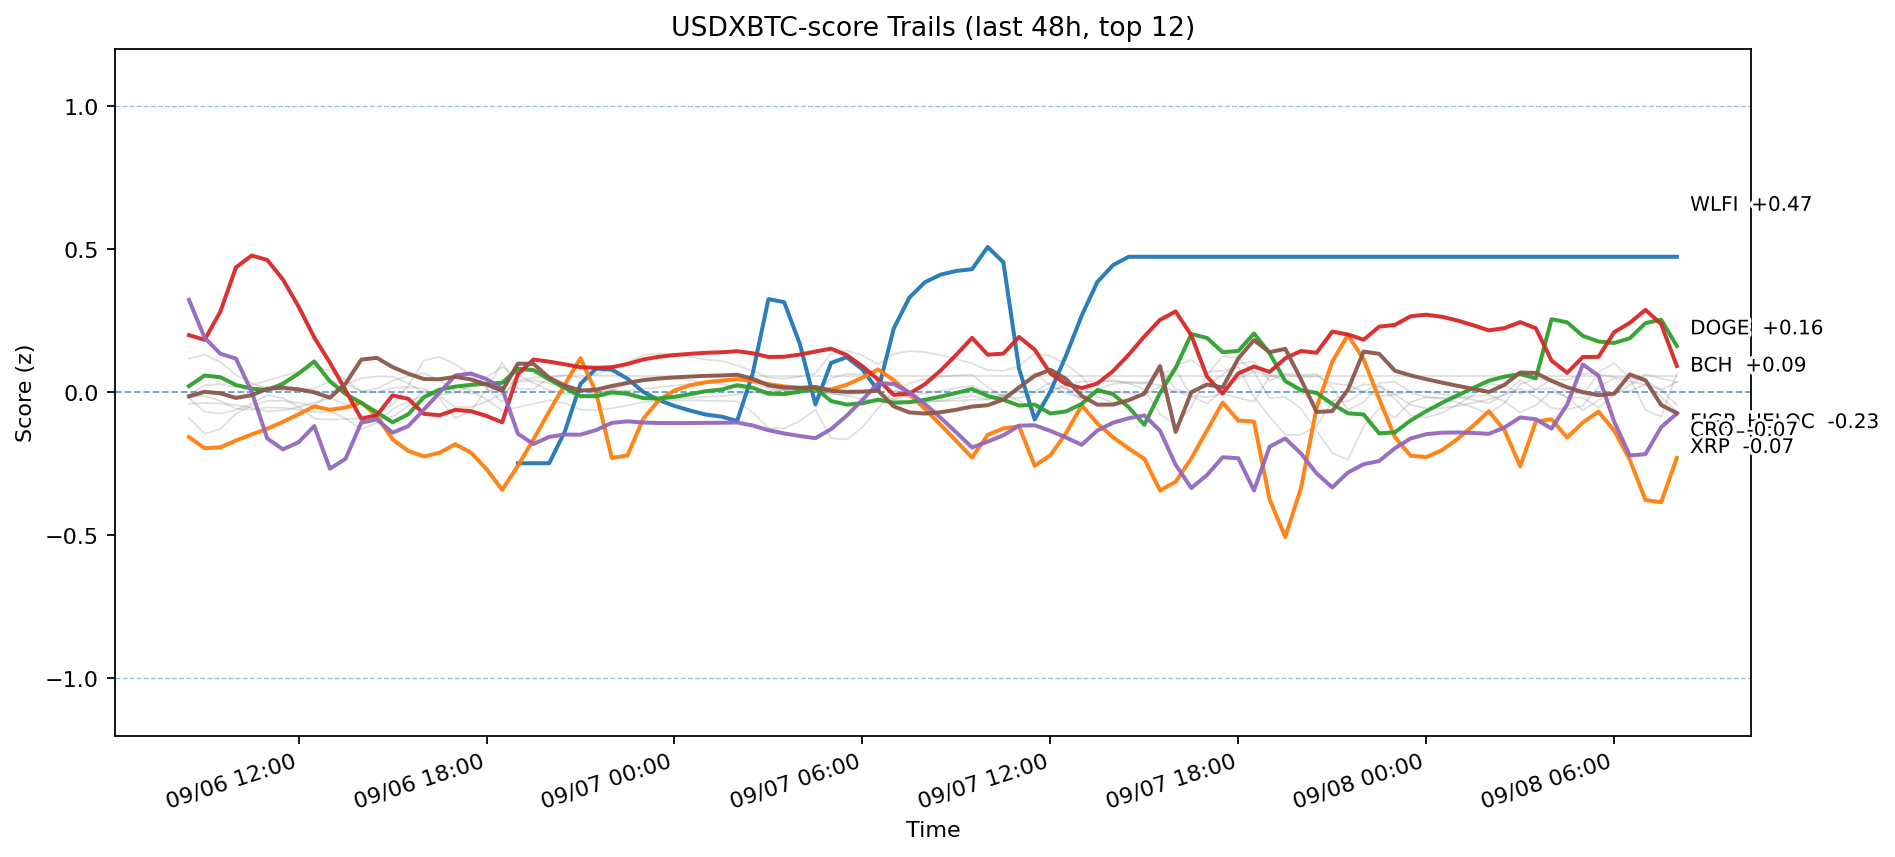 USDXBTC-score Trails (last 48h, top 12)
Score (z)
1.0
0.5
0.0
−0.5
−1.0
WLFI +0.47
DOGE +0.16
BCH +0.09
-0.23
CRO -0.07
XRP -0.07
09/06 12:00
09/06 18:00
09/07 00:00
09/07 06:00
09/07 12:00
09/07 18:00
09/08 00:00
09/08 06:00
Time